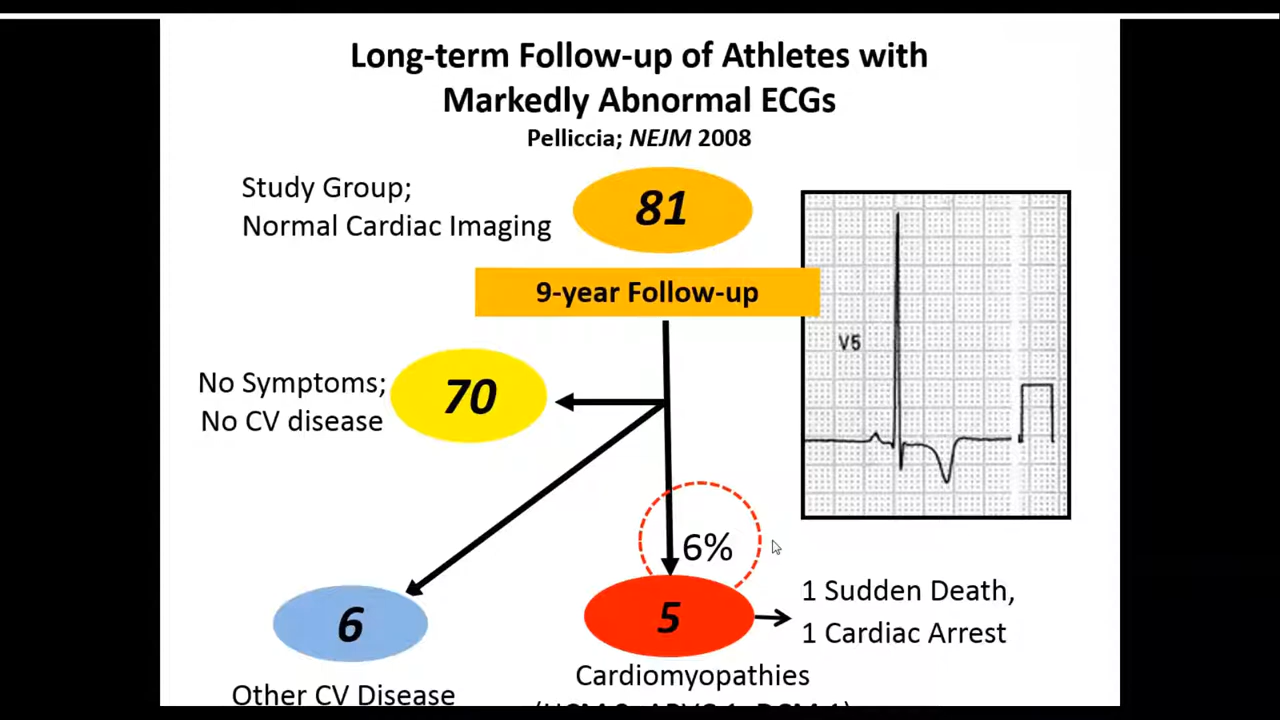 Long-term Follow-up of Athletes with
Markedly Abnormal ECGs
Pelliccia; NEJM 2008
Study Group;
Normal Cardiac Imaging
81
9-year Follow-up
V5
No Symptoms;
No CV disease
70
6%
6
5
1 Sudden Death,
1 Cardiac Arrest
Other CV Disease
Cardiomyopathies